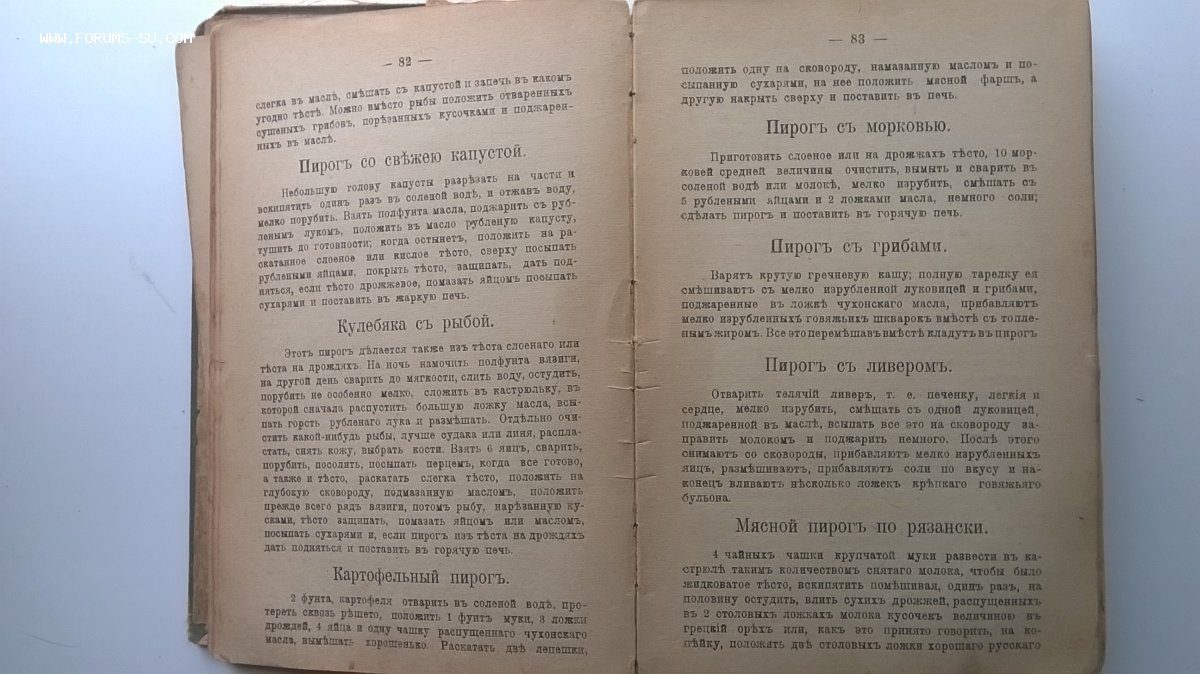 WWW.FORUMS-SU.COM
— 82 —
слегка въ маслѣ, смѣшать съ капустой и запечь въ какомъ
угодно тѣстѣ. Можно вмѣсто рыбы положить отваренныхъ
сушеныхъ грибовъ, порѣзанныхъ кусочками и поджарен-
ныхъ въ маслѣ.
Пирогъ со свѣжею капустой.
Небольшую голову капусты разрѣзать на части и
вскипятить одинъ разъ въ соленой водѣ, и отжавъ воду,
мелко порубить. Взять полфунта масла, поджарить съ руб-
ленымъ лукомъ, положить въ масло рубленую капусту,
тушить до готовности; когда остынетъ, положить на ра-
скатанное слоеное или кислое тѣсто, сверху посыпать
рублеными яйцами, покрыть тѣсто, защипать, дать под-
няться, если тѣсто дрожжевое, помазать яйцомъ посыпать
сухарями и поставить въ жаркую печь.
Кулебяка съ рыбой.
Этотъ пирогъ дѣлается также изъ тѣста слоенаго или
тѣста на дрождяхъ. На ночь намочить полфунта вязиги,
на другой день сварить до мягкости, слить воду, остудить,
порубить не особенно мелко, сложить въ кастрюльку, въ
которой сначала распустить большую ложку масла, всы-
пать горсть рубленаго лука и размѣшать. Отдѣльно очи-
стить какой-нибудь рыбы, лучше судака или линя, распла-
стать, снять кожу, выбрать кости. Взять 6 яицъ, сварить,
порубить, посолить, посыпать перцемъ, когда все готово,
а также и тѣсто, раскатать слегка тѣсто, положить на
глубокую сковороду, подмазанную масломъ, положить
прежде всего рядъ вязиги, потомъ рыбу, нарѣзанную ку-
сками, тѣсто защипать, помазать яйцомъ или масломъ,
посыпать сухарями и, если пирогъ изъ тѣста на дрождяхъ
дать подняться и поставить въ горячую печь.
Картофельный пирогъ.
2 фунта, картофеля отварить въ соленой водѣ, про-
тереть сквозь рѣшето, положить 1 фунтъ муки, 3 ложки
дрождей, 4 яйца и одну чашку распущеннаго чухонскаго
масла, вымѣшать хорошенько. Раскатать двѣ лепешки,
— 83 —
положить одну на сковороду, намазанную масломъ и по-
сыпанную сухарями, на нее положить мясной фаршъ, а
другую накрыть сверху и поставить въ печь.
Пирогъ съ морковью.
Приготовить слоеное или на дрожжахъ тѣсто, 10 мор-
ковей средней величины очистить, вымыть и сварить въ
соленой водѣ или молокѣ, мелко изрубить, смѣшать съ
5 рублеными яйцами и 2 ложками масла, немного соли;
сдѣлать пирогъ и поставить въ горячую печь.
Пирогъ съ грибами.
Варятъ крутую гречневую кашу; полную тарелку ея
смѣшиваютъ съ мелко изрубленной луковицей и грибами,
поджаренные въ ложкѣ чухонскаго масла, прибавляютъ
мелко изрубленныхъ говяжьихъ шкварокъ вмѣстѣ съ топле-
нымъ жиромъ. Все это перемѣшавъ вмѣстѣ кладутъ въ пирогъ
Пирогъ съ ливеромъ.
Отварить телячій ливеръ, т. е. печенку, легкія и
сердце, мелко изрубить, смѣшать съ одной луковицей,
поджаренной въ маслѣ, всыпать все это на сковороду за-
править молокомъ и поджарить немного. Послѣ этого
снимаютъ со сковороды, прибавляютъ мелко изрубленныхъ
яицъ, размѣшиваютъ, прибавляютъ соли по вкусу и на-
конецъ вливаютъ нѣсколько ложекъ крѣпкаго говяжьяго
бульона.
Мясной пирогъ по рязански.
4 чайныхъ чашки крупчатой муки развести въ ка-
стрюлѣ такимъ количествомъ снятаго молока, чтобы было
жидковатое тѣсто, вскипятить помѣшивая, одинъ разъ, на
половину остудить, влить сухихъ дрожжей, распущенныхъ
въ 2 столовыхъ ложкахъ молока кусочекъ величиною въ
грецкій орѣхъ или, какъ это принято говорить, на ко-
пѣйку, положять двѣ столовыхъ ложки хорошаго русскаго